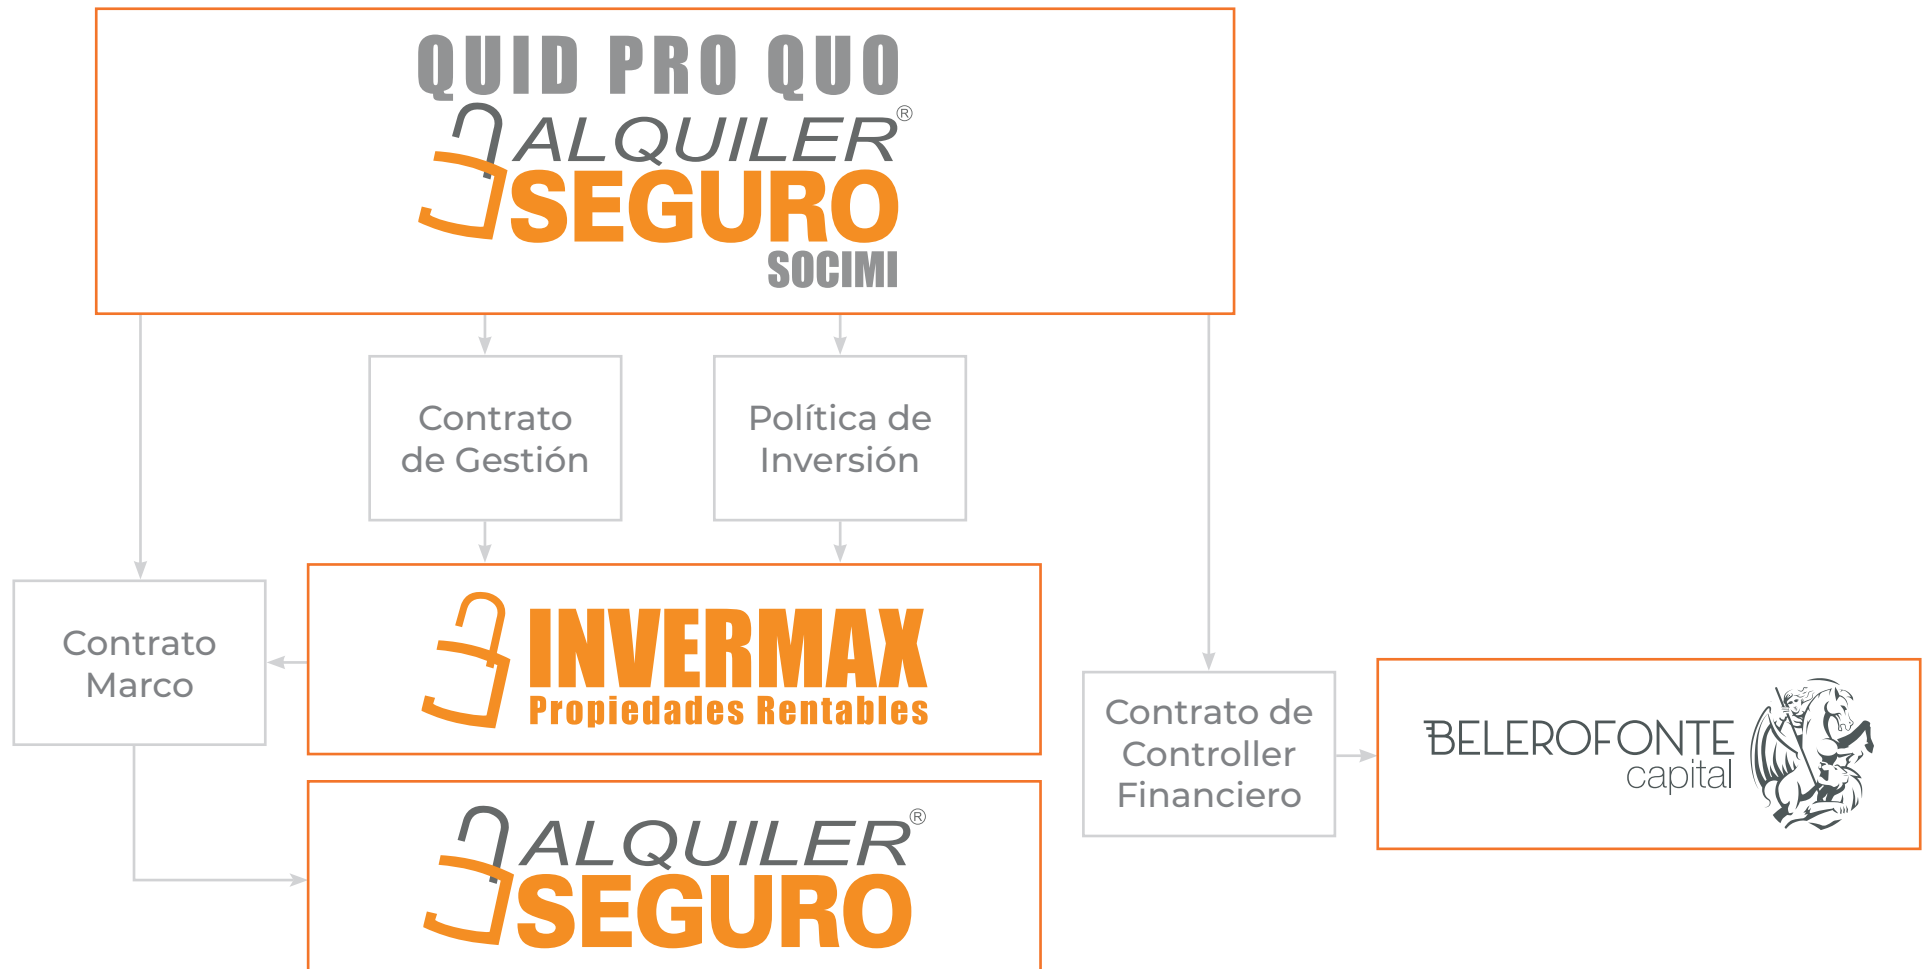 QUID PRO QUO
ALQUILER®
SEGURO
SOCIMI
Contrato
de Gestión
Política de
Inversión
Contrato
Marco
INVERMAX
Propiedades Rentables
Contrato de
Controller
Financiero
BELEROFONTE
capital
ALQUILER®
SEGURO